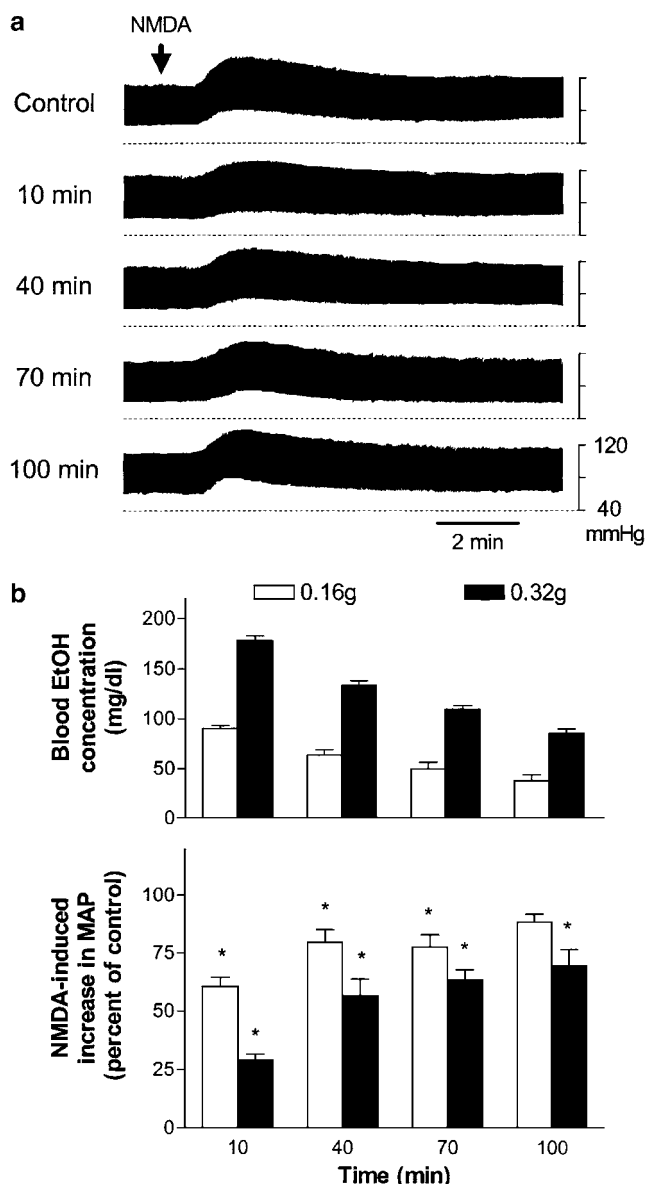 a
NMDA
Control
10 min
40 min
70 min
100 min
120
40
mmHg
2 min
b
0.16g
0.32g
Blood EtOH
concentration
(mg/dl)
200
150
100
50
0
NMDA-induced
increase in MAP
(percent of control)
100
75
50
25
0
* * * * * * *
10 40 70 100
Time (min)